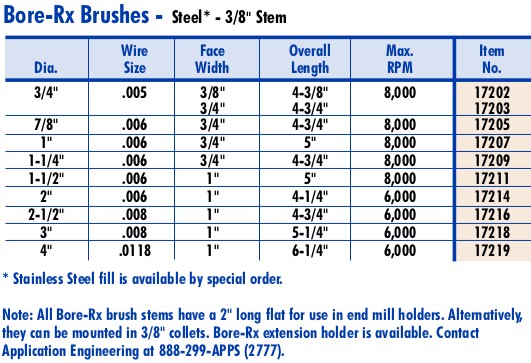 Bore-Rx Brushes - Steel* - 3/8" Stem
Wire Face Overall Max. Item
Dia. Size Width Length RPM No.
3/4" .005 3/8" 4-3/8" 8,000 17202
3/4" 4-3/4" 17203
7/8" .006 3/4" 4-3/4" 8,000 17205
1" .006 3/4" 5" 8,000 17207
1-1/4" .006 3/4" 4-3/4" 8,000 17209
1-1/2" .006 1" 5" 8,000 17211
2" .006 1" 4-1/4" 6,000 17214
2-1/2" .008 1" 4-3/4" 6,000 17216
3" .008 1" 5-1/4" 6,000 17218
4" .0118 1" 6-1/4" 6,000 17219
* Stainless Steel fill is available by special order.
Note: All Bore-Rx brush stems have a 2" long flat for use in end mill holders. Alternatively,
they can be mounted in 3/8" collets. Bore-Rx extension holder is available. Contact
Application Engineering at 888-299-APPS (2777).